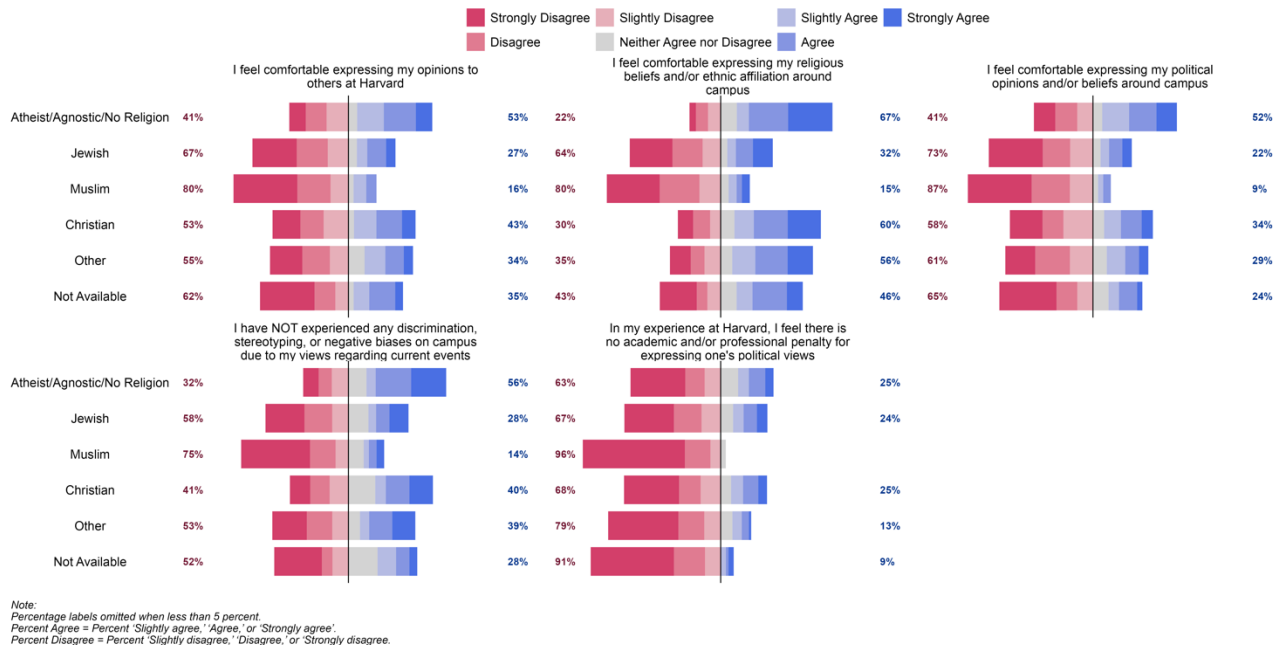 Strongly Disagree Slightly Disagree Slightly Agree Strongly Agree
Disagree Neither Agree nor Disagree Agree
I feel comfortable expressing my opinions to
others at Harvard
I feel comfortable expressing my religious
beliefs and/or ethnic affiliation around
campus
I feel comfortable expressing my political
opinions and/or beliefs around campus
Atheist/Agnostic/No Religion 41% 53% 22% 67% 41% 52%
Jewish 67% 27% 64% 32% 73% 22%
Muslim 80% 16% 80% 15% 87% 9%
Christian 53% 43% 30% 60% 58% 34%
Other 55% 34% 35% 56% 61% 29%
Not Available 62% 35% 43% 46% 65% 24%
I have NOT experienced any discrimination,
stereotyping, or negative biases on campus
due to my views regarding current events
In my experience at Harvard, I feel there is
no academic and/or professional penalty for
expressing one's political views
Atheist/Agnostic/No Religion 32% 56% 63% 25%
Jewish 58% 28% 67% 24%
Muslim 75% 14% 96%
Christian 41% 40% 68% 25%
Other 53% 39% 79% 13%
Not Available 52% 28% 91% 9%
Note:
Percentage labels omitted when less than 5 percent.
Percent Agree = Percent 'Slightly agree,' 'Agree,' or 'Strongly agree'.
Percent Disagree = Percent 'Slightly disagree,' 'Disagree,' or 'Strongly disagree.